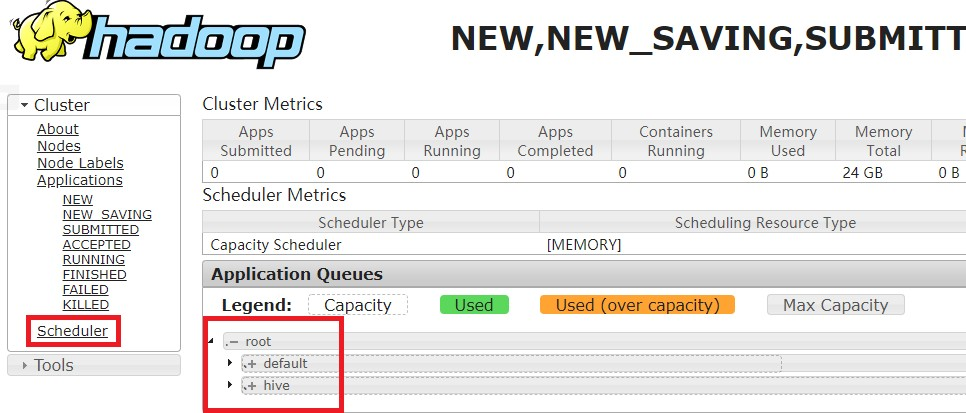 hadoop
NEW,NEW_SAVING,SUBMITT
Cluster
About
Nodes
Node Labels
Applications
NEW
NEW_SAVING
SUBMITTED
ACCEPTED
RUNNING
FINISHED
FAILED
KILLED
Scheduler
Tools
Cluster Metrics
Apps Submitted Apps Pending Apps Running Apps Completed Containers Running Memory Used Memory Total M R
0 0 0 0 0 0 B 24 GB 0 B
Scheduler Metrics
Scheduler Type Scheduling Resource Type
Capacity Scheduler [MEMORY]
Application Queues
Legend: Capacity Used Used (over capacity) Max Capacity
- root
+ default
+ hive